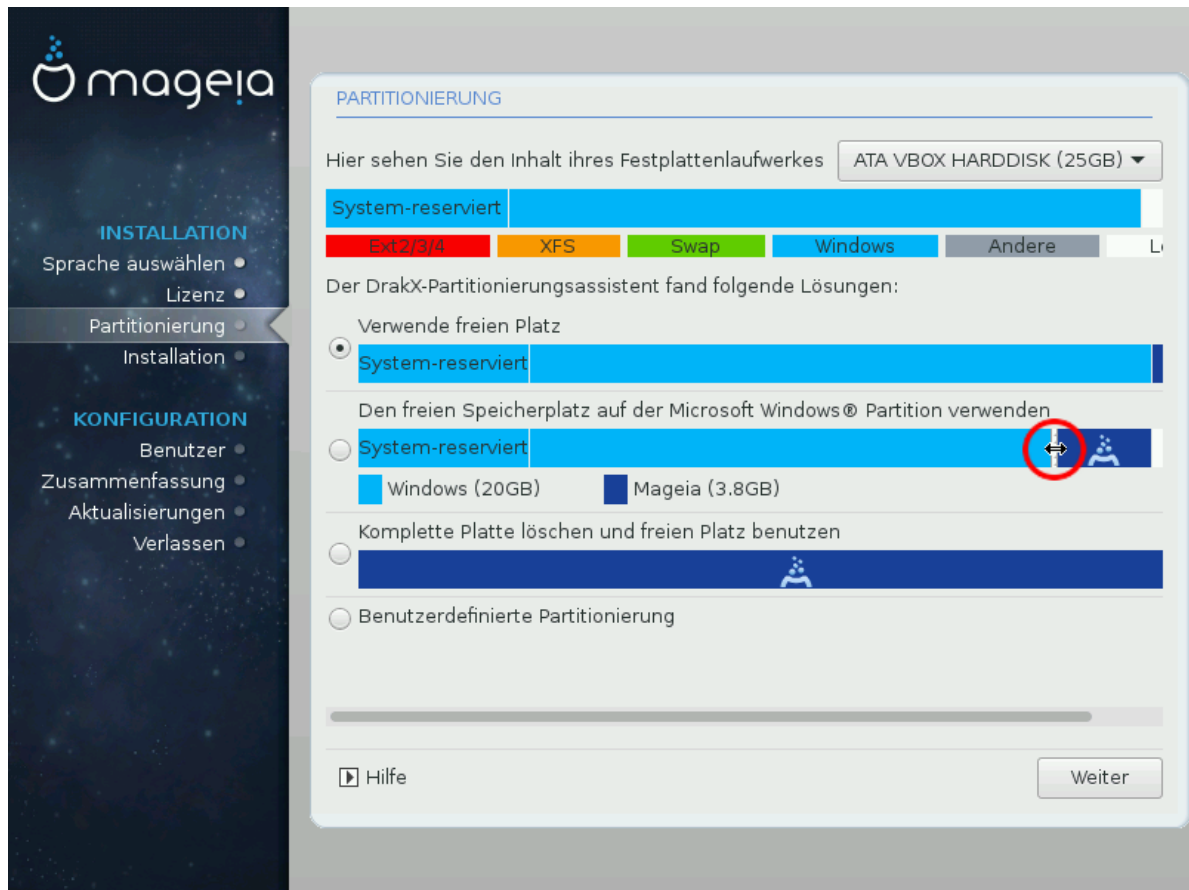 mageia
INSTALLATION
Sprache auswählen
Lizenz
Partitionierung
Installation
KONFIGURATION
Benutzer
Zusammenfassung
Aktualisierungen
Verlassen
PARTITIONIERUNG
Hier sehen Sie den Inhalt ihres Festplattenlaufwerkes ATA VBOX HARDDISK (25GB)
System-reserviert
Ext2/3/4 XFS Swap Windows Andere
Der DrakX-Partitionierungsassistent fand folgende Lösungen:
Verwende freien Platz
System-reserviert
Den freien Speicherplatz auf der Microsoft Windows® Partition verwenden
System-reserviert
Windows (20GB) Mageia (3.8GB)
Komplette Platte löschen und freien Platz benutzen
Benutzerdefinierte Partitionierung
Hilfe Weiter